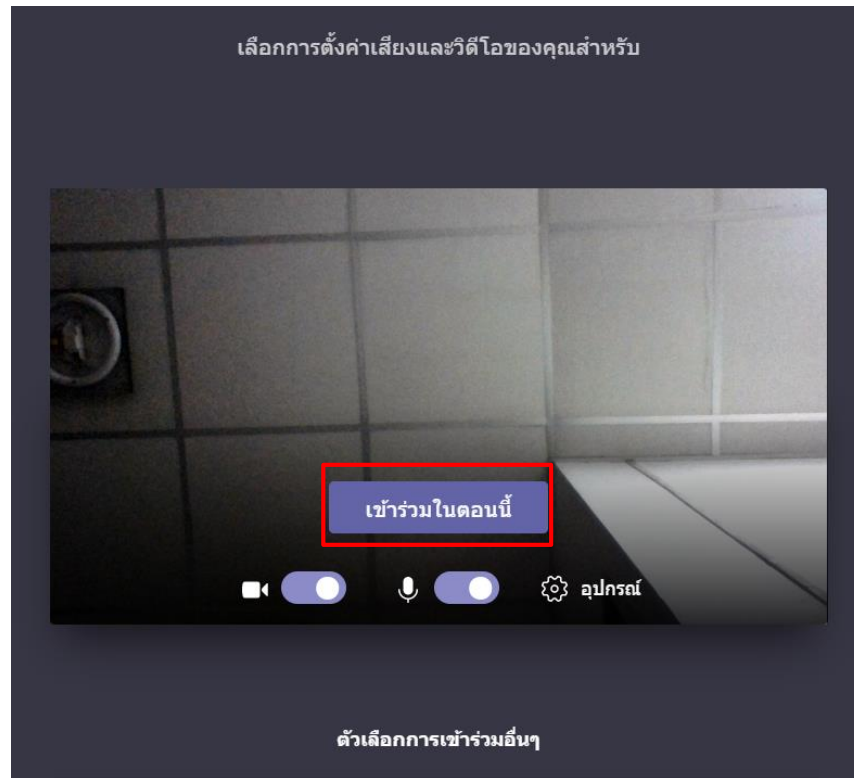 เลือกการตั้งค่าเสียงและวิดีโอของคุณสำหรับ
เข้าร่วมในตอนนี้
อุปกรณ์
ตัวเลือกการเข้าร่วมอื่นๆ